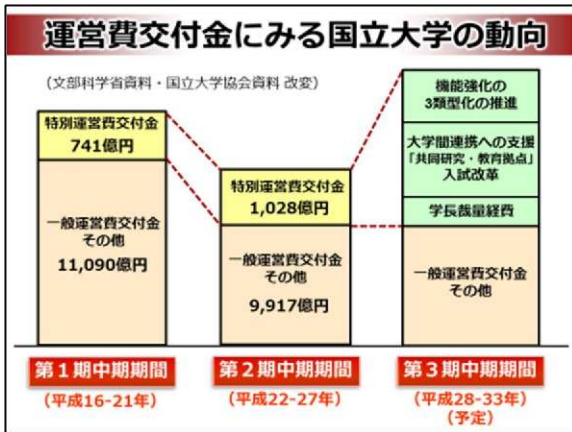 運営費交付金にみる国立大学の動向
（文部科学省資料・国立大学協会資料 改変）
特別運営費交付金
741億円
一般運営費交付金
その他
11,090億円
特別運営費交付金
1,028億円
一般運営費交付金
その他
9,917億円
機能強化の
3類型化の推進
大学間連携への支援
「共同研究・教育拠点」
入試改革
学長裁量経費
一般運営費交付金
その他
第１期中期期間
（平成16-21年）
第２期中期期間
（平成22-27年）
第３期中期期間
（平成28-33年）
（予定）